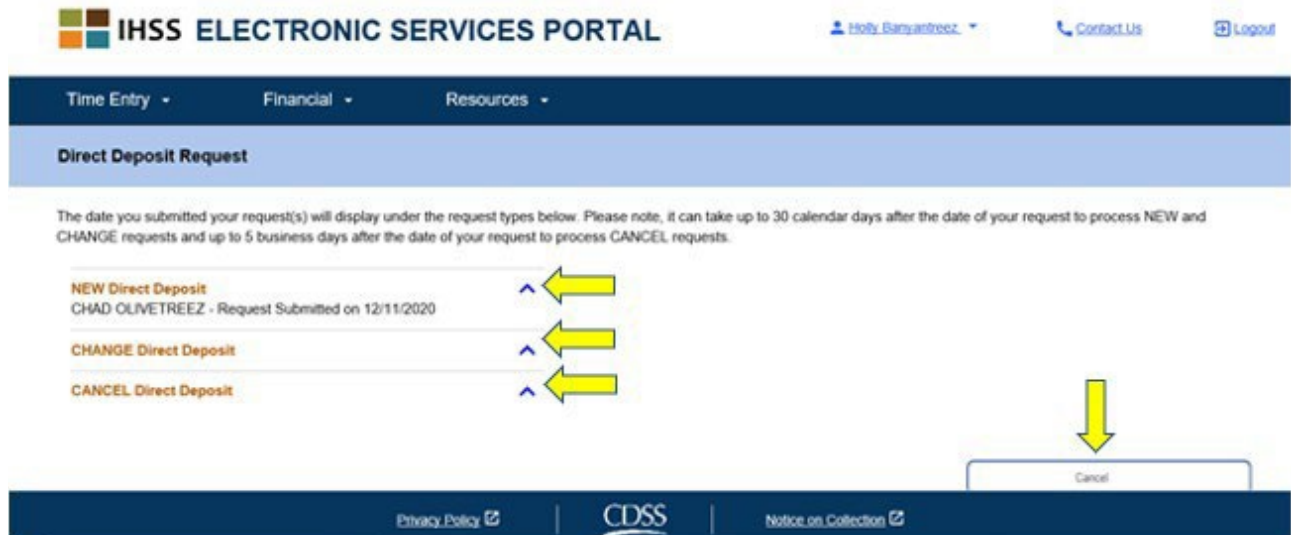 IHSS ELECTRONIC SERVICES PORTAL
Holly Banyantreez Contact Us Logout
Time Entry Financial Resources
Direct Deposit Request
The date you submitted your request(s) will display under the request types below. Please note, it can take up to 30 calendar days after the date of your request to process NEW and
CHANGE requests and up to 5 business days after the date of your request to process CANCEL requests.
NEW Direct Deposit
CHAD OLIVETREEZ - Request Submitted on 12/11/2020
CHANGE Direct Deposit
CANCEL Direct Deposit
Cancel
Privacy Policy CDSS Notice on Collection